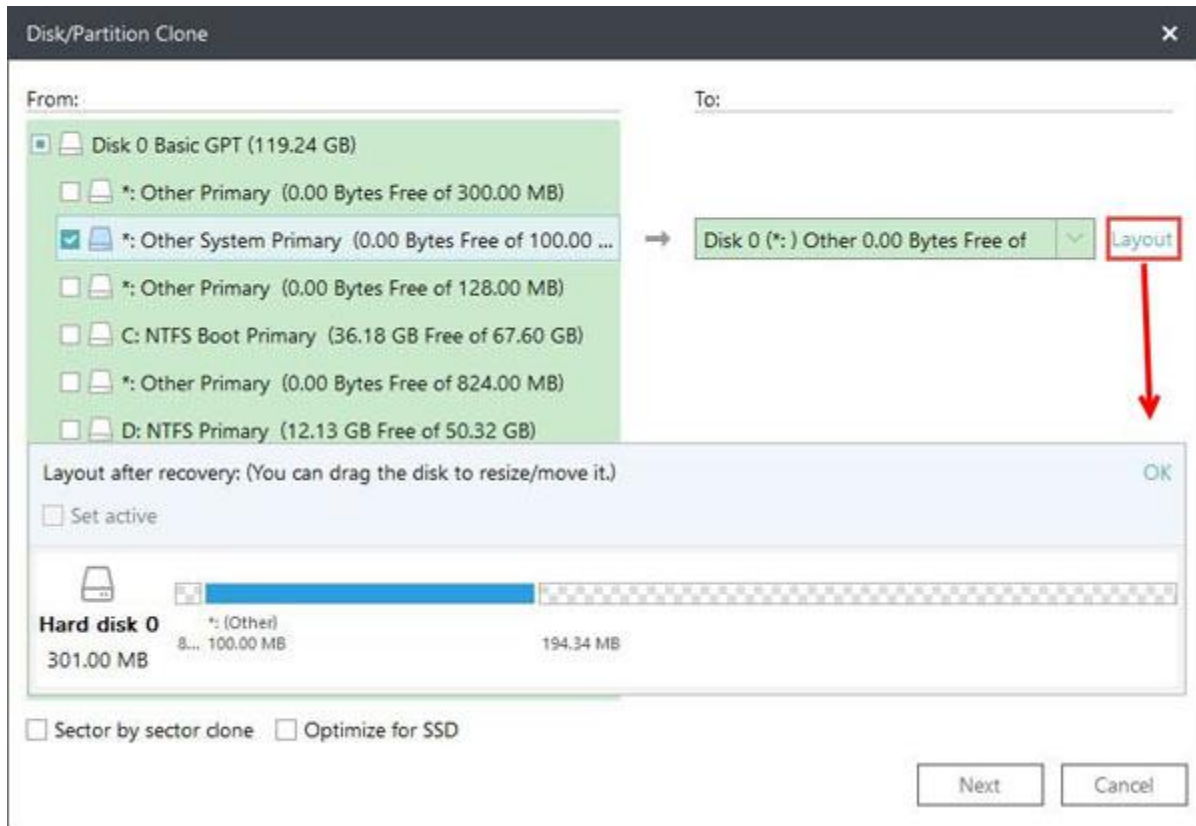 Disk/Partition Clone
From:
To:
Disk 0 Basic GPT (119.24 GB)
*: Other Primary (0.00 Bytes Free of 300.00 MB)
*: Other System Primary (0.00 Bytes Free of 100.00 ...
Disk 0 (*: ) Other 0.00 Bytes Free of
Layout
*: Other Primary (0.00 Bytes Free of 128.00 MB)
C: NTFS Boot Primary (36.18 GB Free of 67.60 GB)
*: Other Primary (0.00 Bytes Free of 824.00 MB)
D: NTFS Primary (12.13 GB Free of 50.32 GB)
Layout after recovery: (You can drag the disk to resize/move it.)
OK
Set active
Hard disk 0
301.00 MB
*: (Other)
8... 100.00 MB
194.34 MB
Sector by sector clone
Optimize for SSD
Next
Cancel